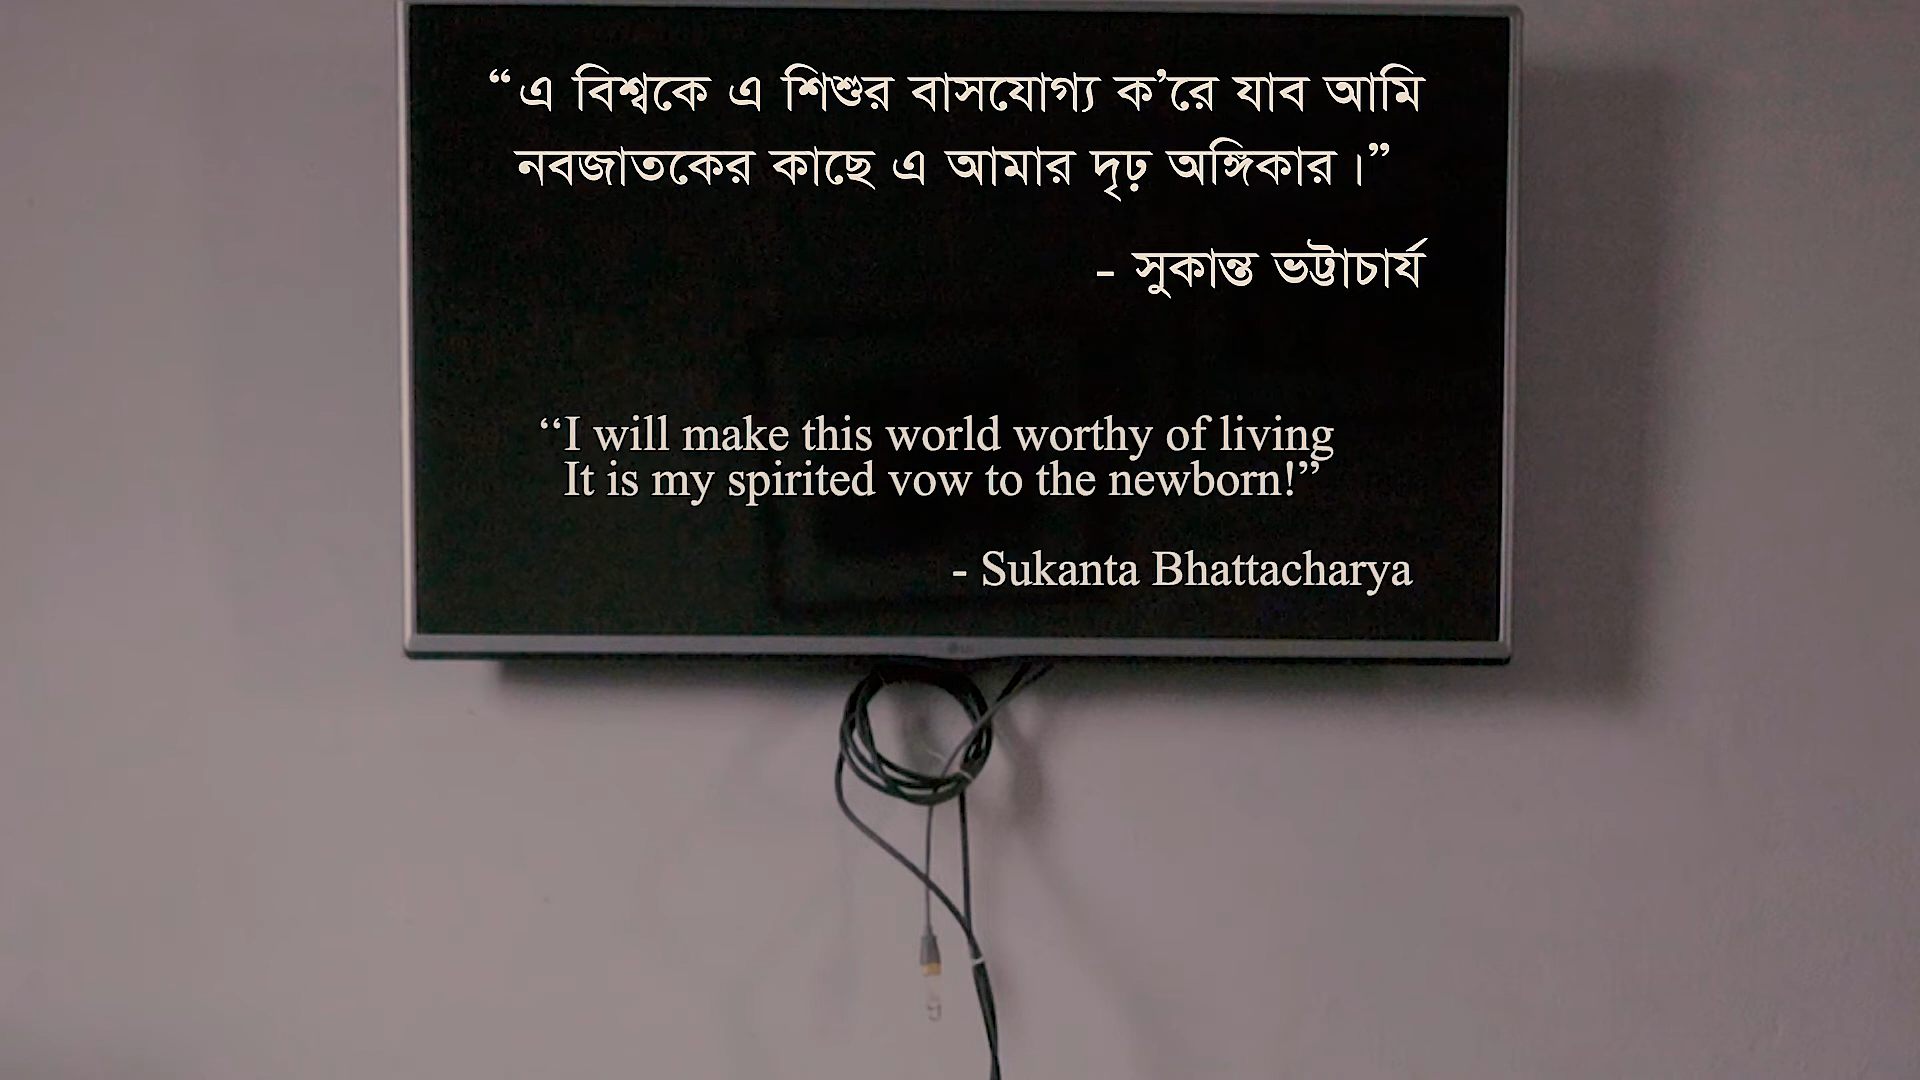 “ এ বিশ্বকে এ শিশুর বাসযোগ্য ক’রে যাব আমি
নবজাতকের কাছে এ আমার দৃঢ় অঙ্গিকার ।”
- সুকান্ত ভট্টাচার্য
“I will make this world worthy of living
It is my spirited vow to the newborn!”
- Sukanta Bhattacharya
LG